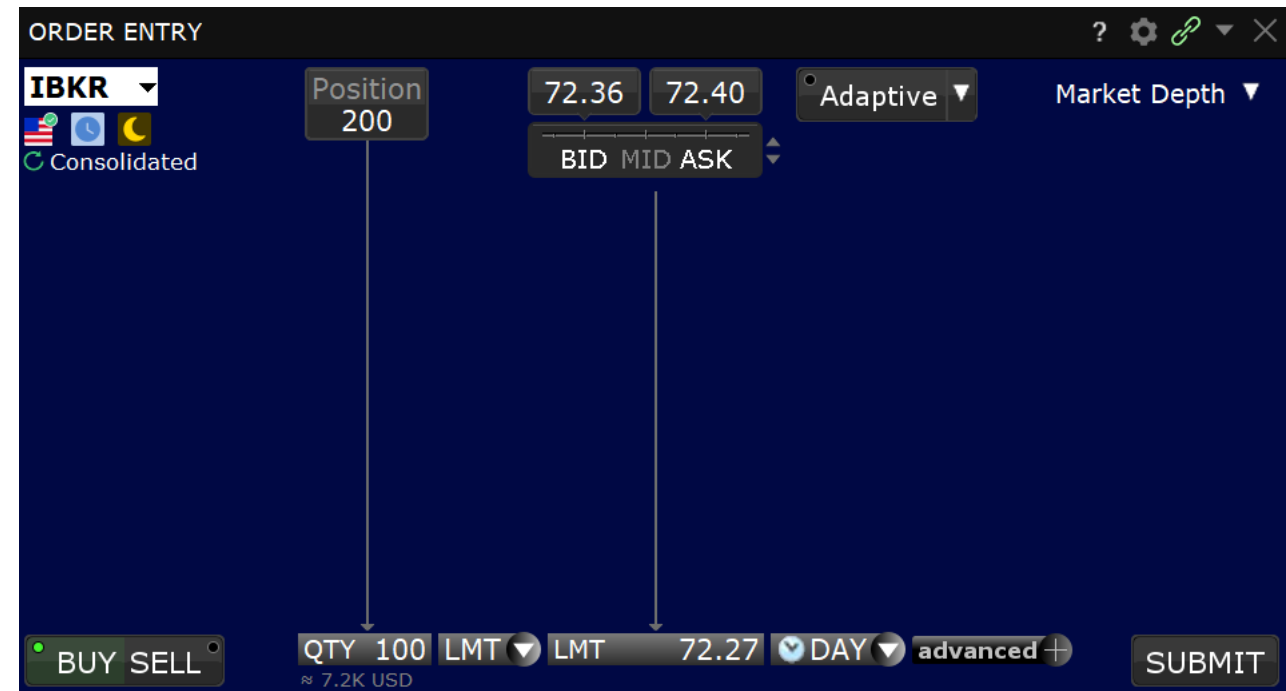 ORDER ENTRY ?
IBKR
Consolidated
Position
200
72.36 72.40
BID MID ASK
Adaptive
Market Depth
BUY SELL
QTY 100 LMT LMT 72.27 DAY advanced +
≈ 7.2K USD
SUBMIT